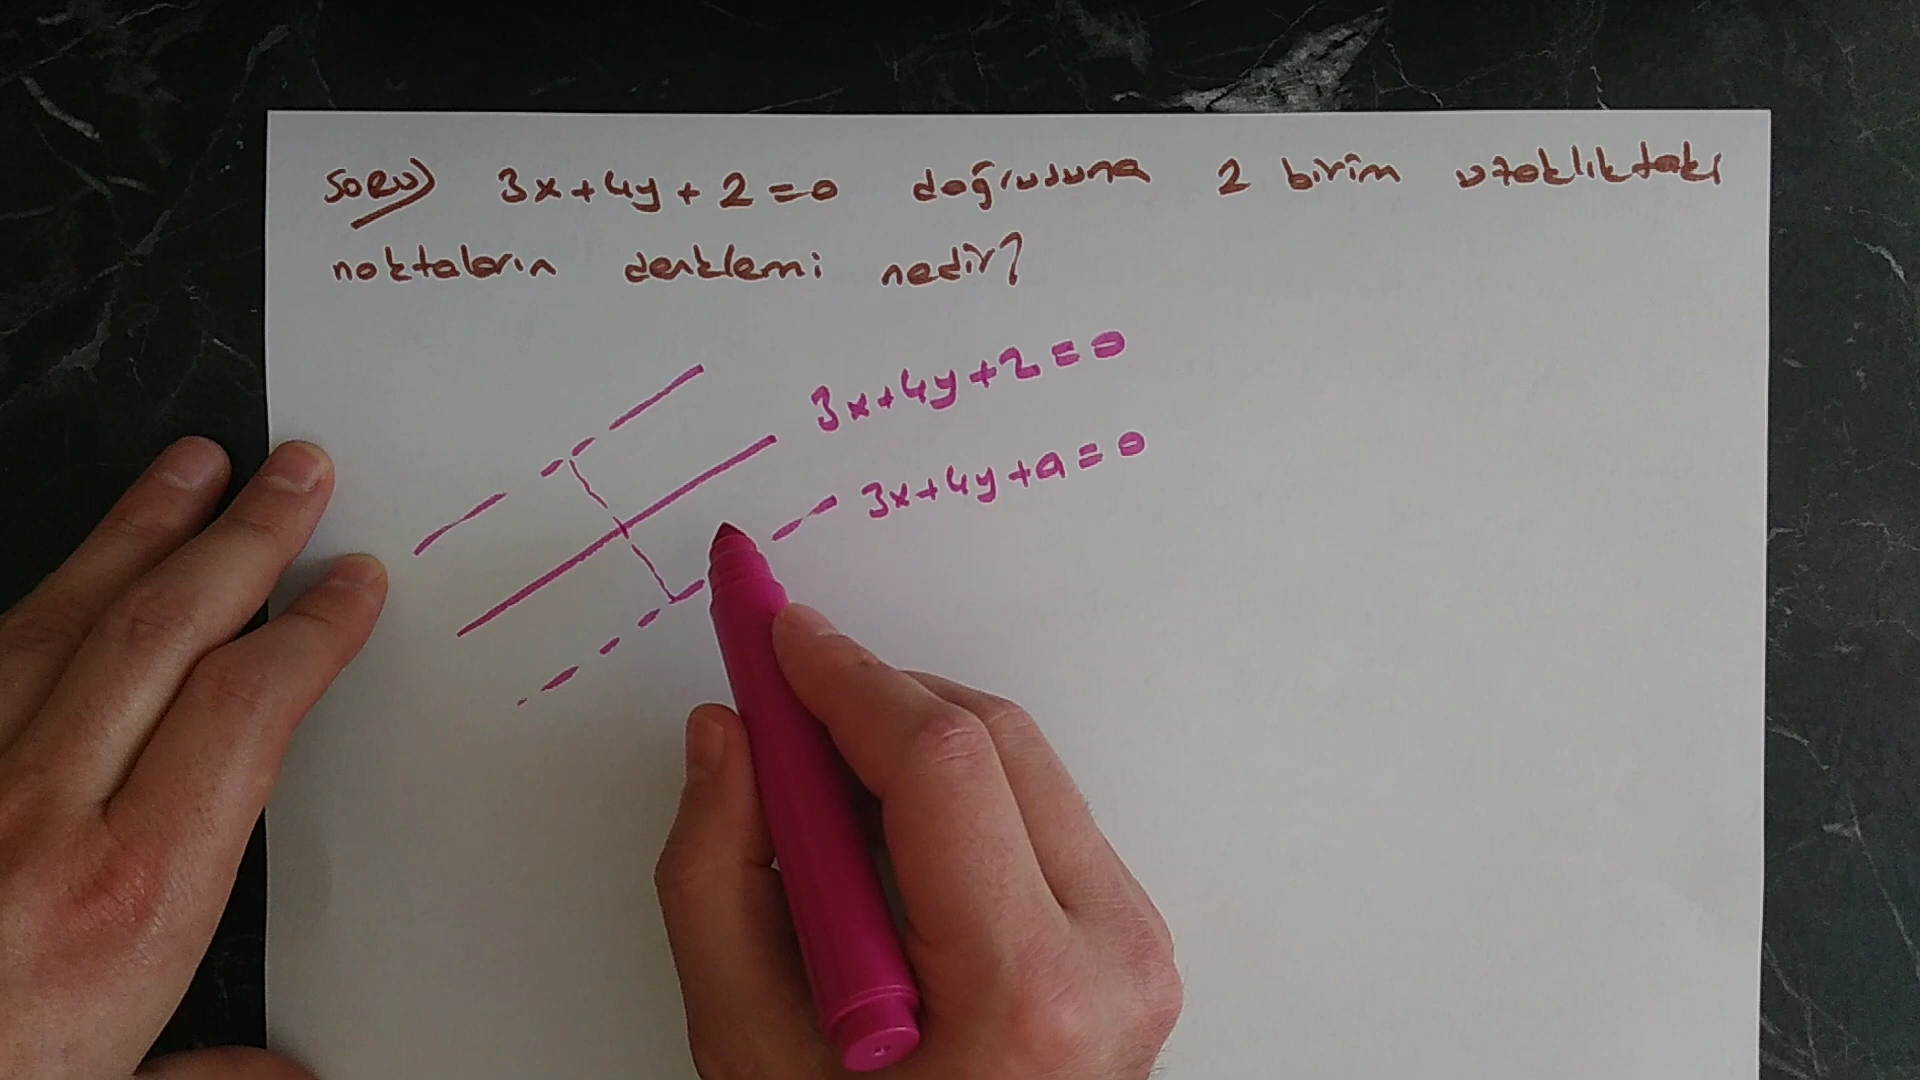 Soru) 3x+4y+2=0 doğrusuna 2 birim uzaklıktaki
noktaların denklemi nedir?
3x+4y+2=0
3x+4y+a=0